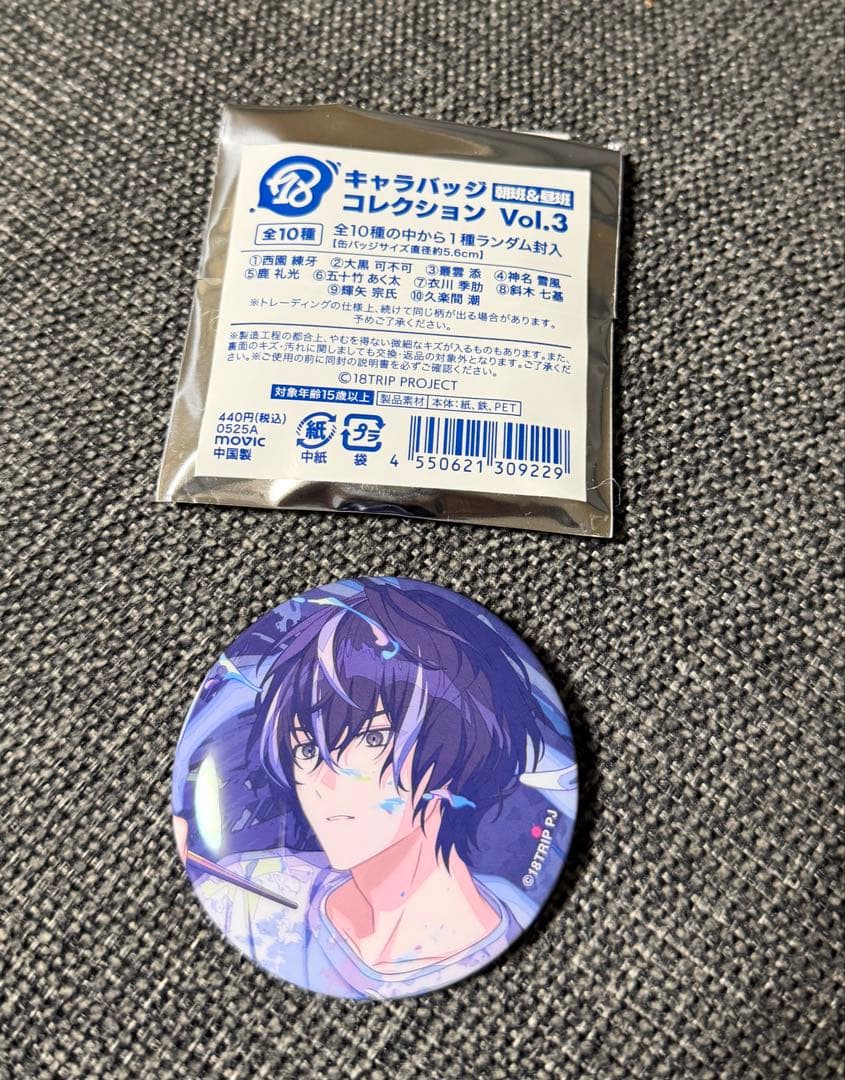 18
キャラバッジ 朝班&昼班
コレクション Vol.3
全10種 全10種の中から1種ランダム封入
【缶バッジサイズ直径約5.6cm】
①西園 練牙 ②大黒 可不可 ③叢雲 添 ④神名 雪風
⑤鹿 礼光 ⑥五十竹 あく太 ⑦衣川 季肋 ⑧斜木 七基
⑨輝矢 宗氏 ⑩久楽間 潮
※トレーディングの仕様上、続けて同じ柄が出る場合があります。
予めご了承ください。
※製造工程の都合上、やむを得ない微細なキズが入るものもあります。また、
裏面のキズ・汚れに関しましても交換・返品の対象外となります。ご了承くだ
さい。※ご使用の前に同封の説明書を必ずご確認ください。
©18TRIP PROJECT
対象年齢15歳以上 製品素材 本体:紙、鉄、PET
440円(税込)
0525A
movic
中国製
紙
中紙
プラ
袋
4 550621 309229
©18TRIP PJ